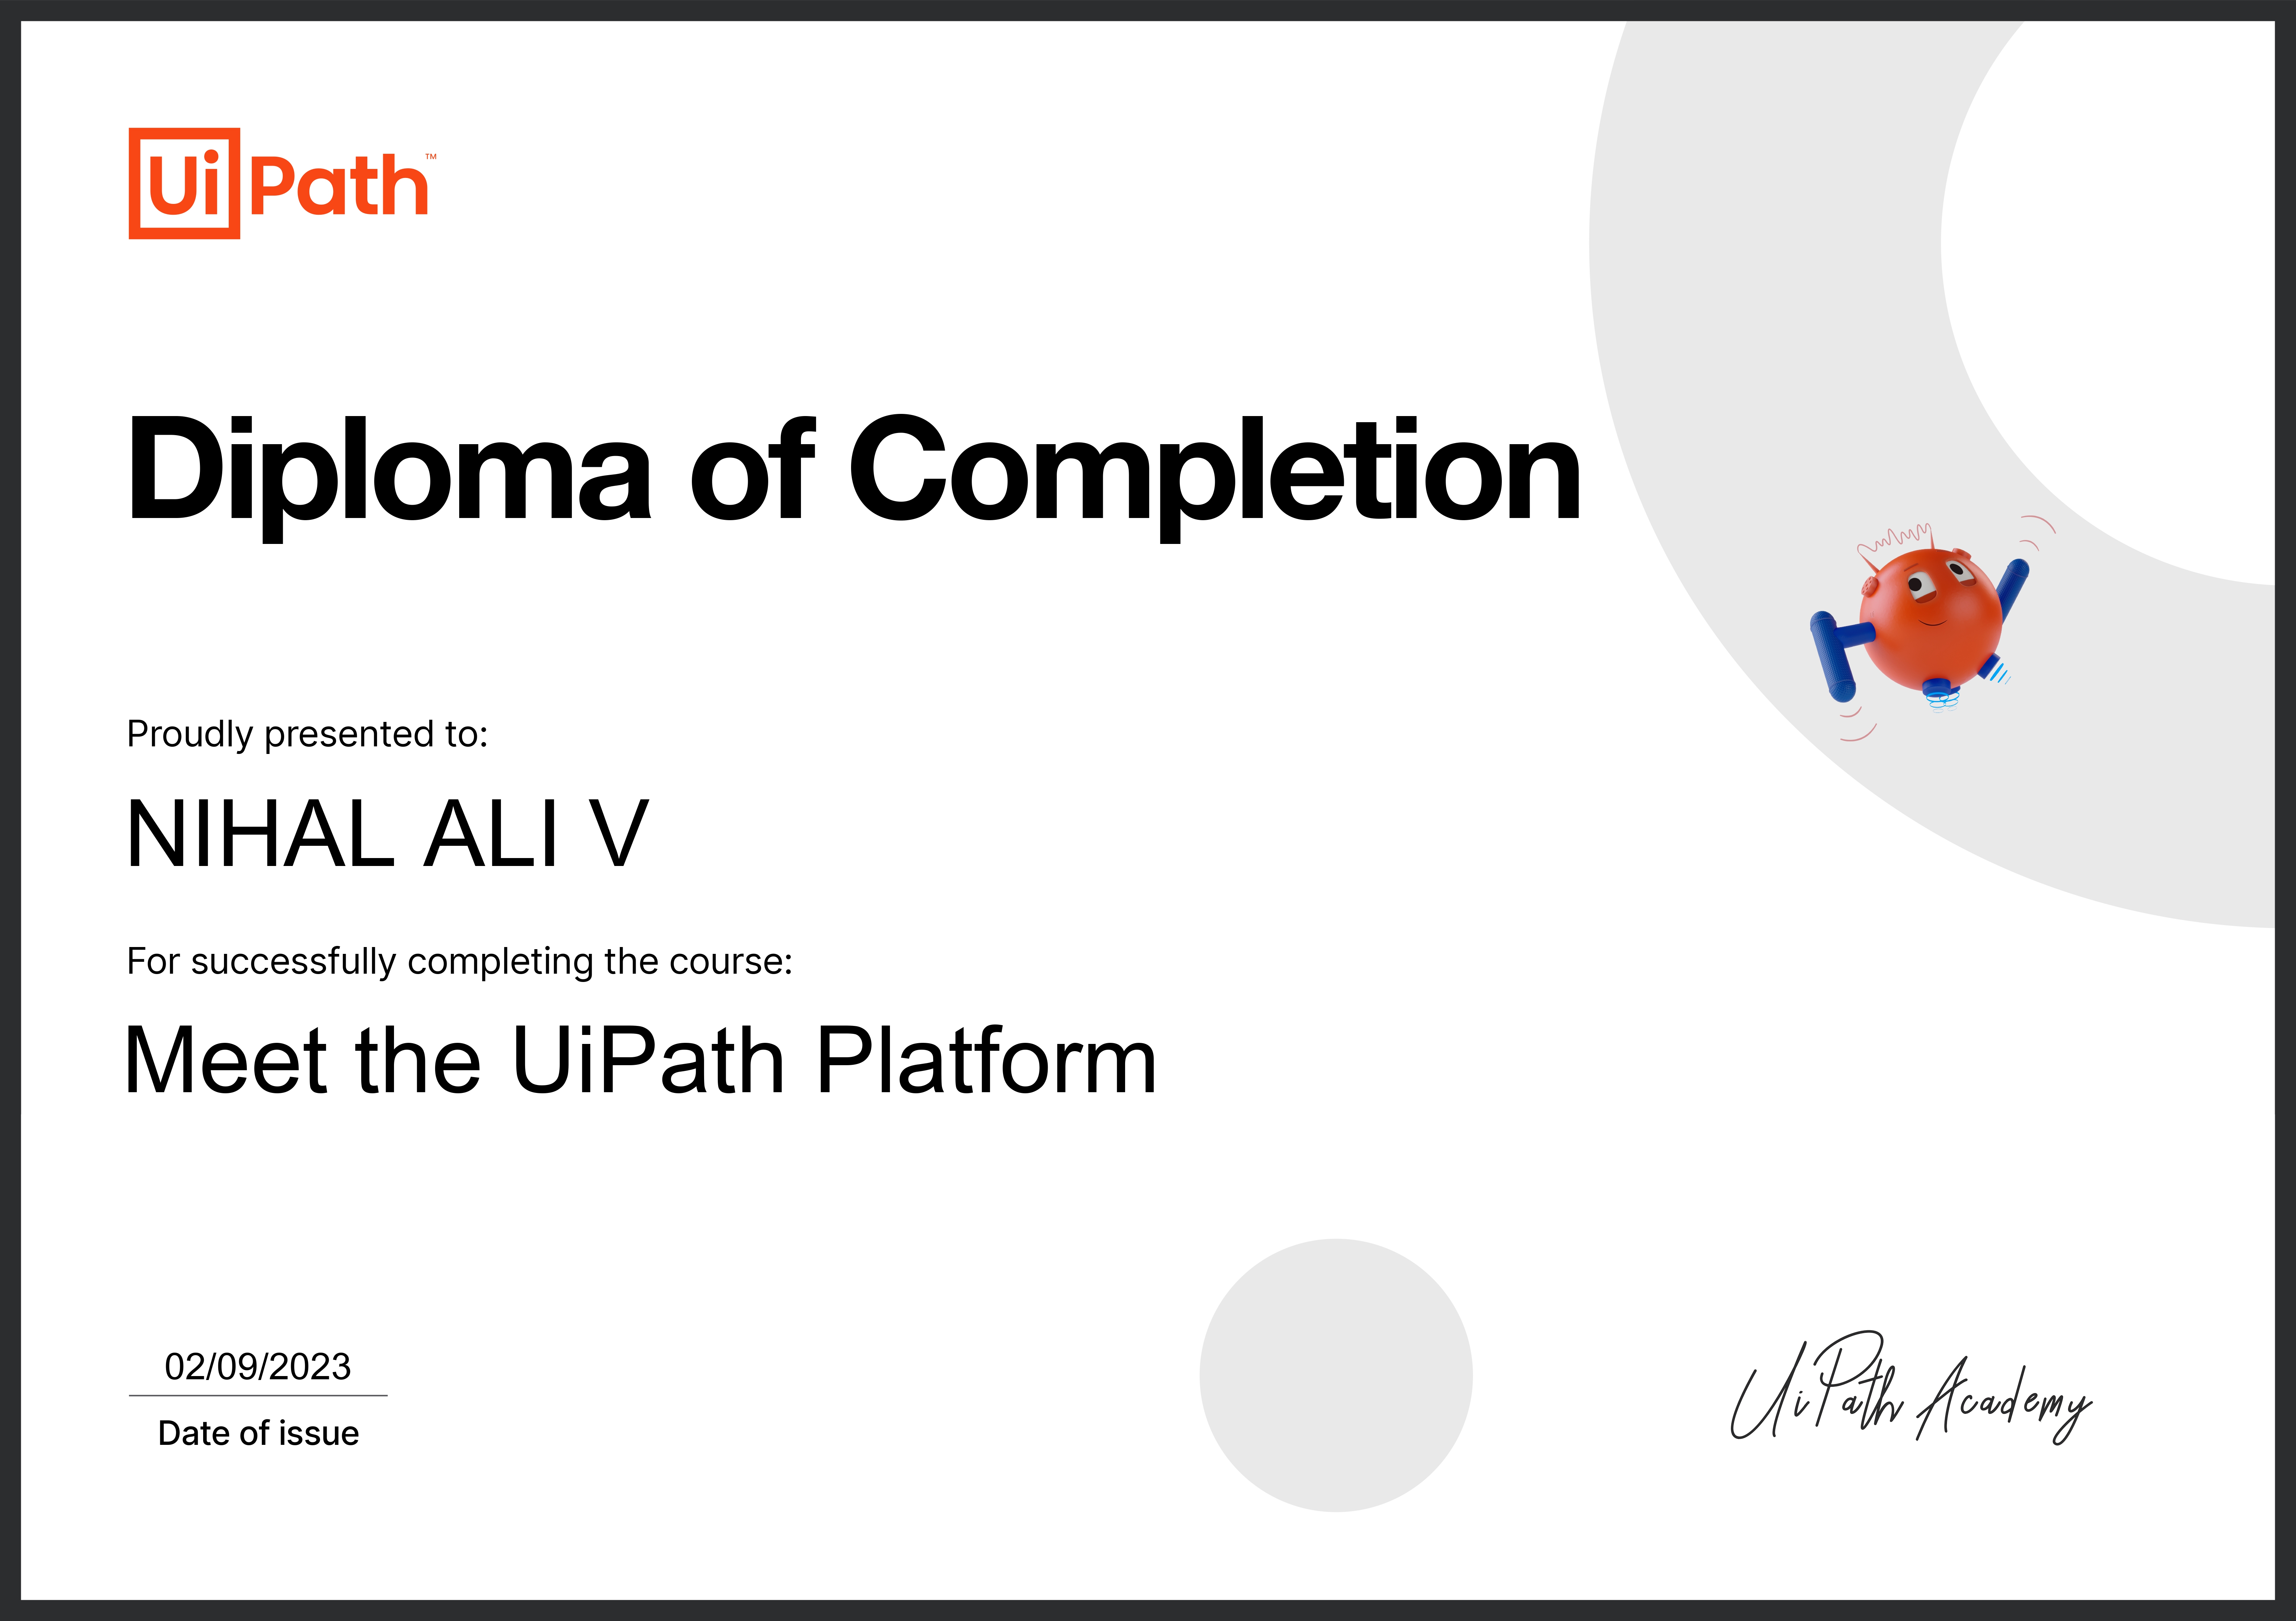 UiPath™
Diploma of Completion
Proudly presented to:
NIHAL ALI V
For successfully completing the course:
Meet the UiPath Platform
02/09/2023
Date of issue
UiPath Academy